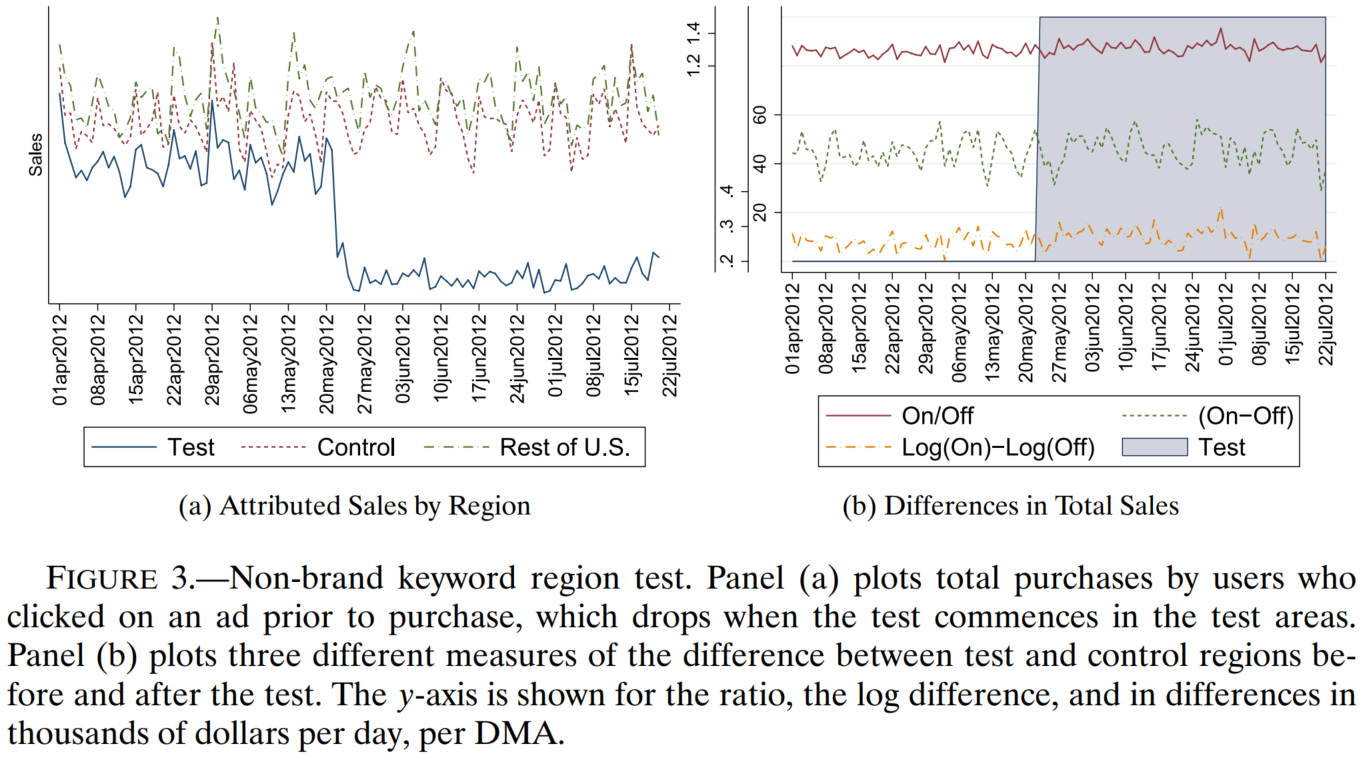 Sales
01apr2012
08apr2012
15apr2012
22apr2012
29apr2012
06may2012
13may2012
20may2012
27may2012
03jun2012
10jun2012
17jun2012
24jun2012
01jul2012
08jul2012
15jul2012
22jul2012
Test
Control
Rest of U.S.
(a) Attributed Sales by Region
1.4
1.2
.4
.3
.2
60
40
20
01apr2012
08apr2012
15apr2012
22apr2012
29apr2012
06may2012
13may2012
20may2012
27may2012
03jun2012
10jun2012
17jun2012
24jun2012
01jul2012
08jul2012
15jul2012
22jul2012
On/Off
(On−Off)
Log(On)−Log(Off)
Test
(b) Differences in Total Sales
FIGURE 3.—Non-brand keyword region test. Panel (a) plots total purchases by users who
clicked on an ad prior to purchase, which drops when the test commences in the test areas.
Panel (b) plots three different measures of the difference between test and control regions be-
fore and after the test. The y-axis is shown for the ratio, the log difference, and in differences in
thousands of dollars per day, per DMA.